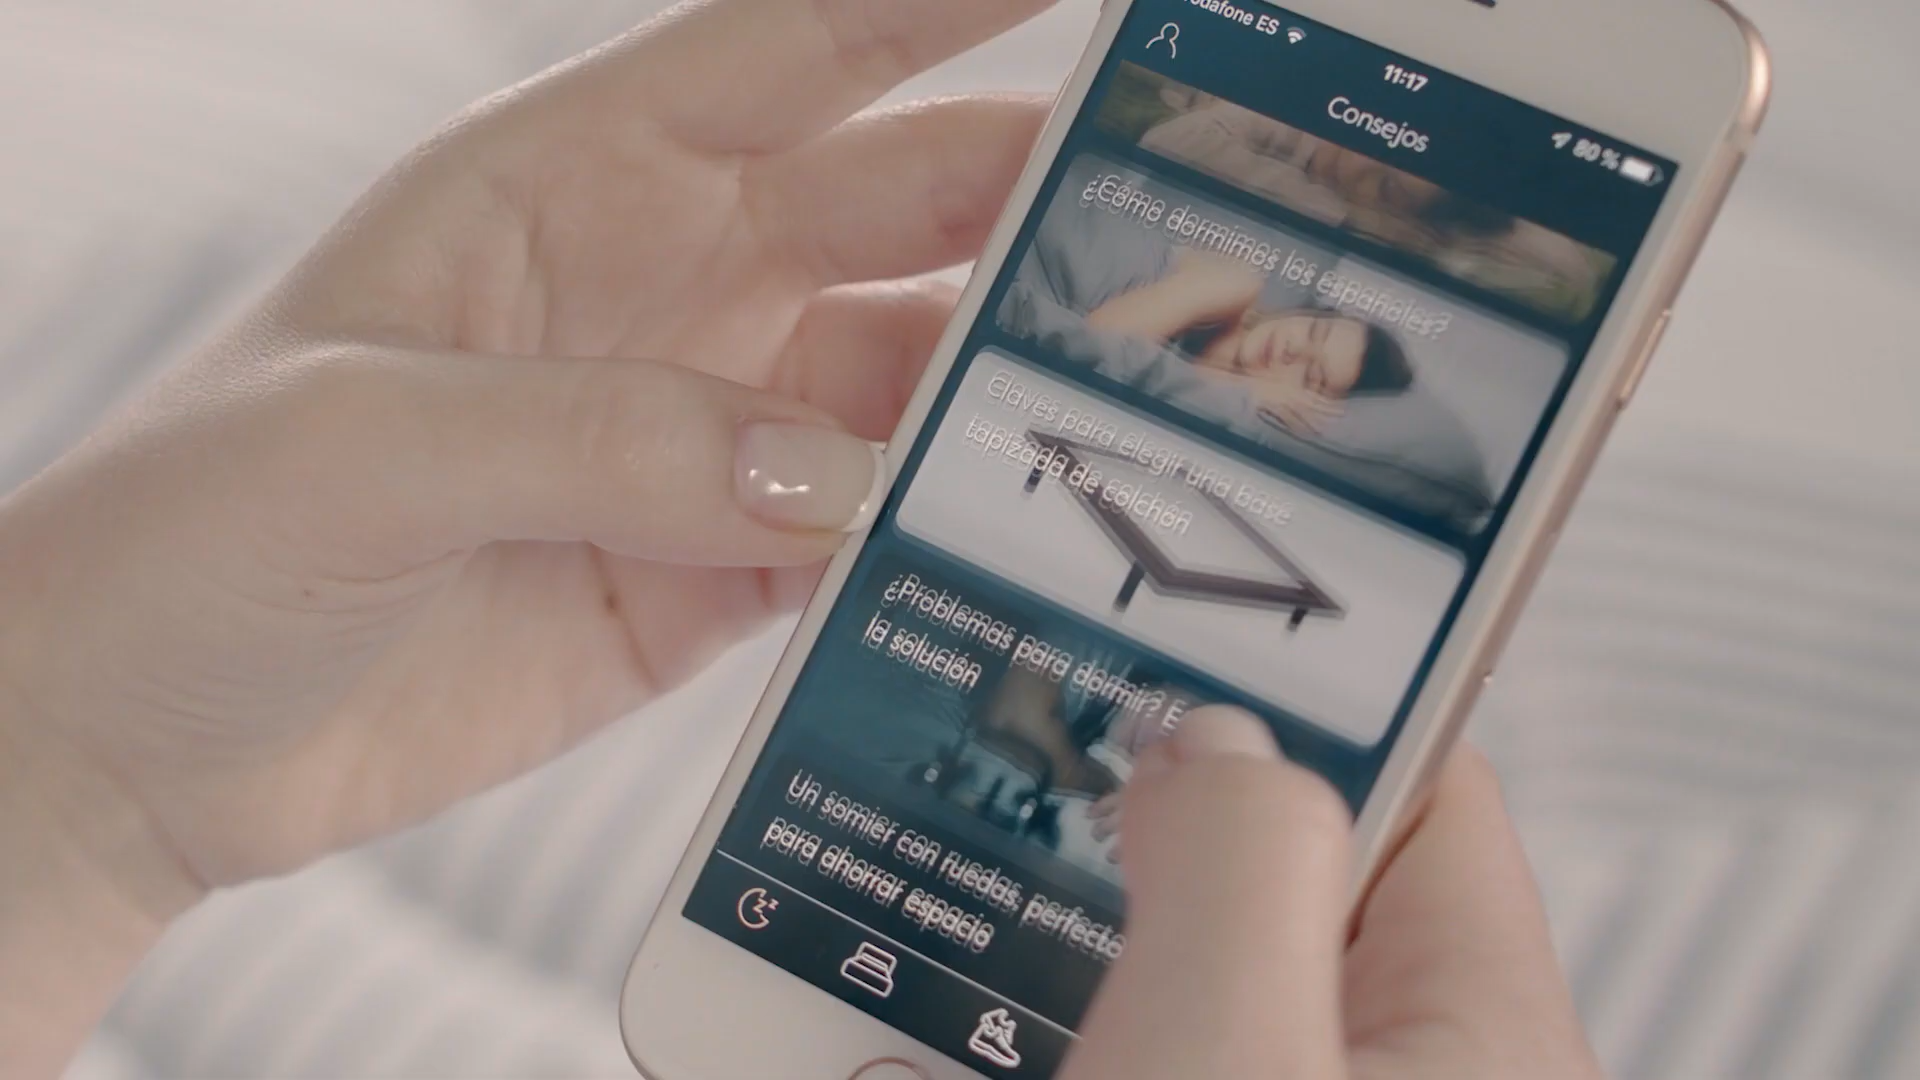 vodafone ES
11:17
80 %
Consejos
¿Cómo dormimos los españoles?
Claves para elegir una base
tapizada de colchón
¿Problemas para dormir?
la solución
Un somier con ruedas, perfecto
para ahorrar espacio